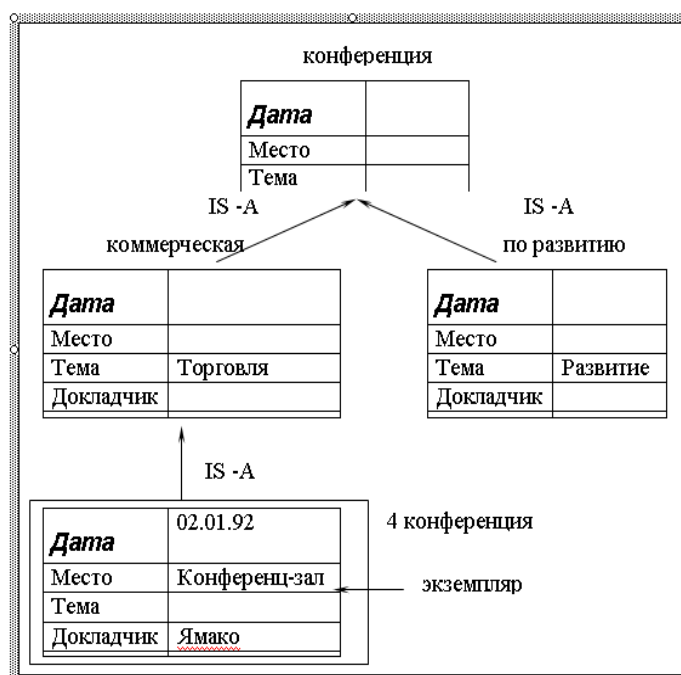 конференция
Дата
Место
Тема
IS -A
IS -A
коммерческая
по развитию
Дата
Место
Тема Торговля
Докладчик
Дата
Место
Тема Развитие
Докладчик
IS -A
4 конференция
Дата 02.01.92
Место Конференц-зал
экземпляр
Тема
Докладчик Ямако